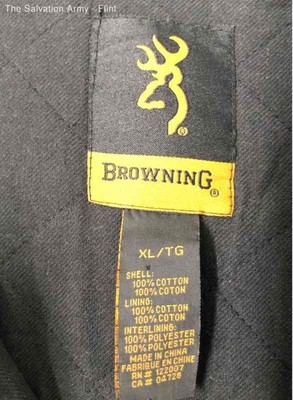 The Salvation Army - Flint
BROWNING®
XL/TG
SHELL:
100% COTTON
100% COTON
LINING:
100% COTTON
100% COTON
INTERLINING:
100% POLYESTER
100% POLYESTER
MADE IN CHINA
FABRIQUE EN CHINE
RN# 122007
CA# 04728